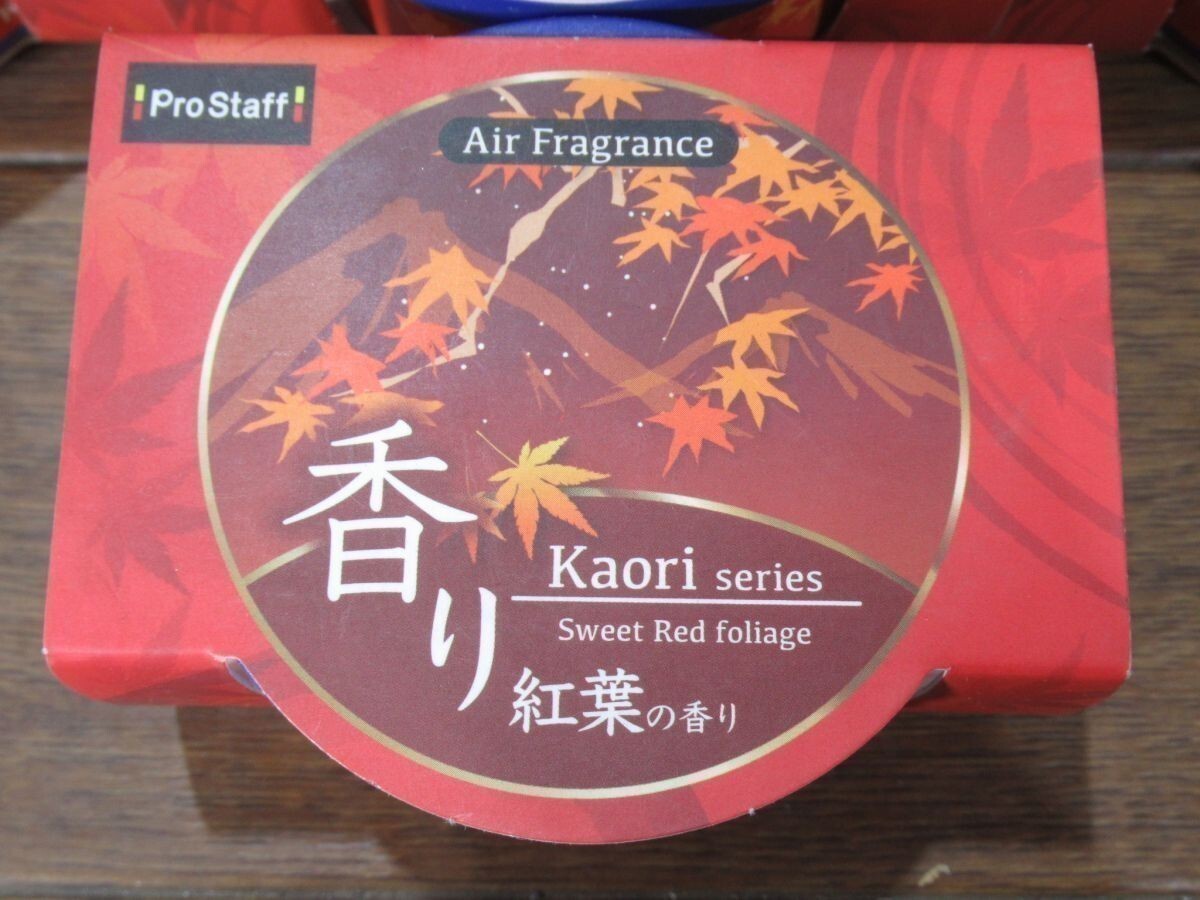 ProStaff
Air Fragrance
香り
Kaori series
Sweet Red foliage
紅葉の香り